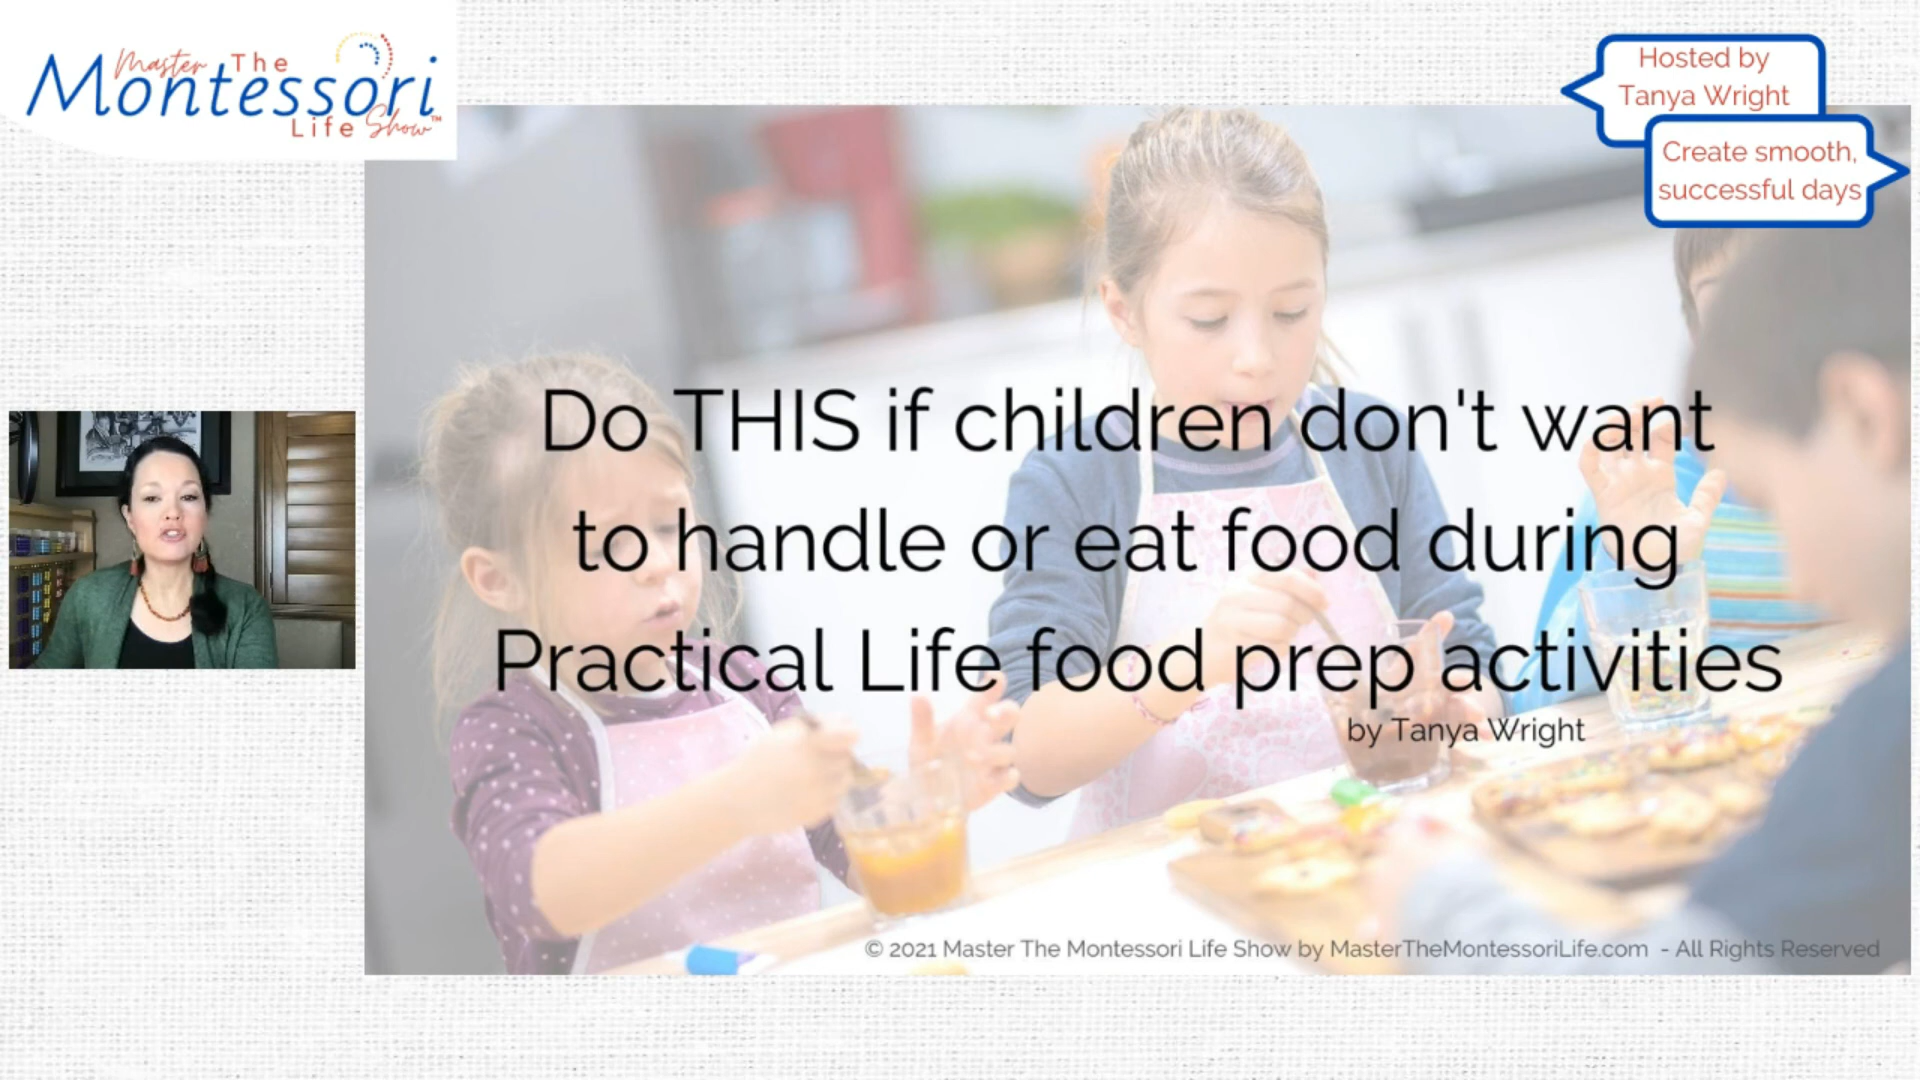 Master The
Montessori
Life Show™
Hosted by
Tanya Wright
Create smooth,
successful days
Do THIS if children don't want
to handle or eat food during
Practical Life food prep activities
by Tanya Wright
© 2021 Master The Montessori Life Show by MasterTheMontessoriLife.com - All Rights Reserved